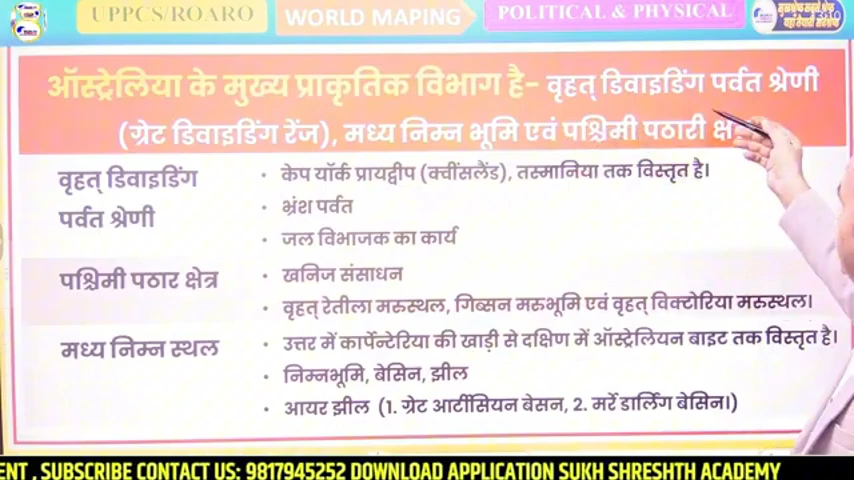 UPPCS/ROARO
WORLD MAPING
POLITICAL & PHYSICAL
ऑस्ट्रेलिया के मुख्य प्राकृतिक विभाग है- वृहत् डिवाइडिंग पर्वत श्रेणी
(ग्रेट डिवाइडिंग रेंज), मध्य निम्न भूमि एवं पश्चिमी पठारी क्ष
वृहत् डिवाइडिंग
पर्वत श्रेणी
• केप यॉर्क प्रायद्वीप (क्वींसलैंड), तस्मानिया तक विस्तृत है।
• भ्रंश पर्वत
• जल विभाजक का कार्य
पश्चिमी पठार क्षेत्र
• खनिज संसाधन
• वृहत् रेतीला मरुस्थल, गिब्सन मरुभूमि एवं वृहत् विक्टोरिया मरुस्थल।
मध्य निम्न स्थल
• उत्तर में कार्पेन्टेरिया की खाड़ी से दक्षिण में ऑस्ट्रेलियन बाइट तक विस्तृत है।
• निम्नभूमि, बेसिन, झील
• आयर झील (1. ग्रेट आर्टीसियन बेसन, 2. मर्रे डार्लिंग बेसिन।)
ENT , SUBSCRIBE CONTACT US: 9817945252 DOWNLOAD APPLICATION SUKH SHRESHTH ACADEMY